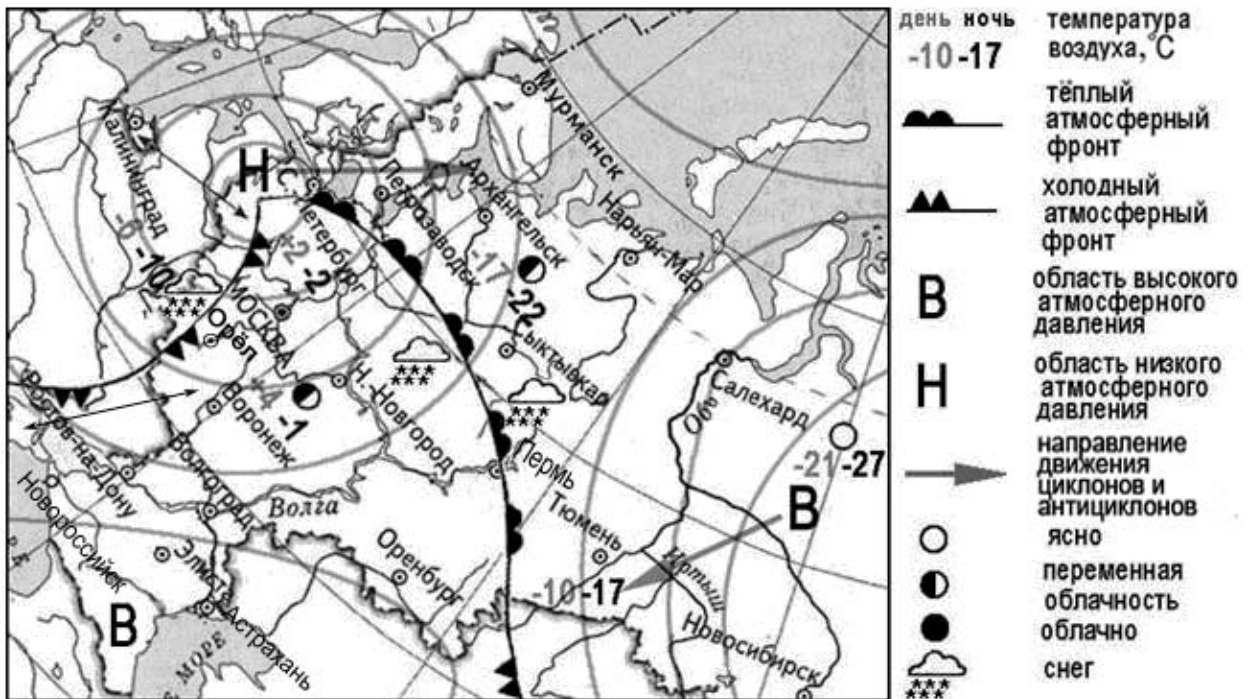 Мурманск
Калининград
Н
С.-Петербург
Петрозаводск
Архангельск
Нарьян-Мар
-6 -10
+2 -2
-17 -22
МОСКВА
Орёл
Сыктывкар
Салехард
Обь
+4 -1
Воронеж
Н.-Новгород
-21 -27
Ростов-на-Дону
Волгоград
Пермь
В
Новороссийск
Волга
Тюмень
Оренбург
Иртыш
-10 -17
Элиста
В
Астрахань
Новосибирск
МОРЕ
день ночь
-10 -17
температура
воздуха, °С
тёплый
атмосферный
фронт
холодный
атмосферный
фронт
В
область высокого
атмосферного
давления
Н
область низкого
атмосферного
давления
направление
движения
циклонов и
антициклонов
ясно
переменная
облачность
облачно
снег